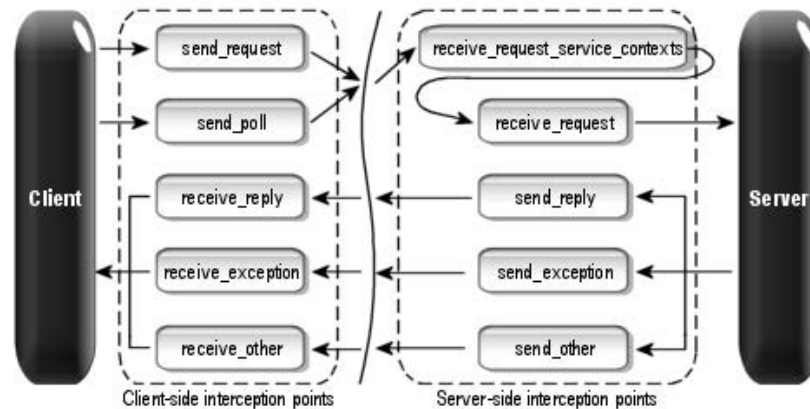 send_request
receive_request_service_contexts
send_poll
receive_request
Client
receive_reply
send_reply
Server
receive_exception
send_exception
receive_other
send_other
Client-side interception points
Server-side interception points